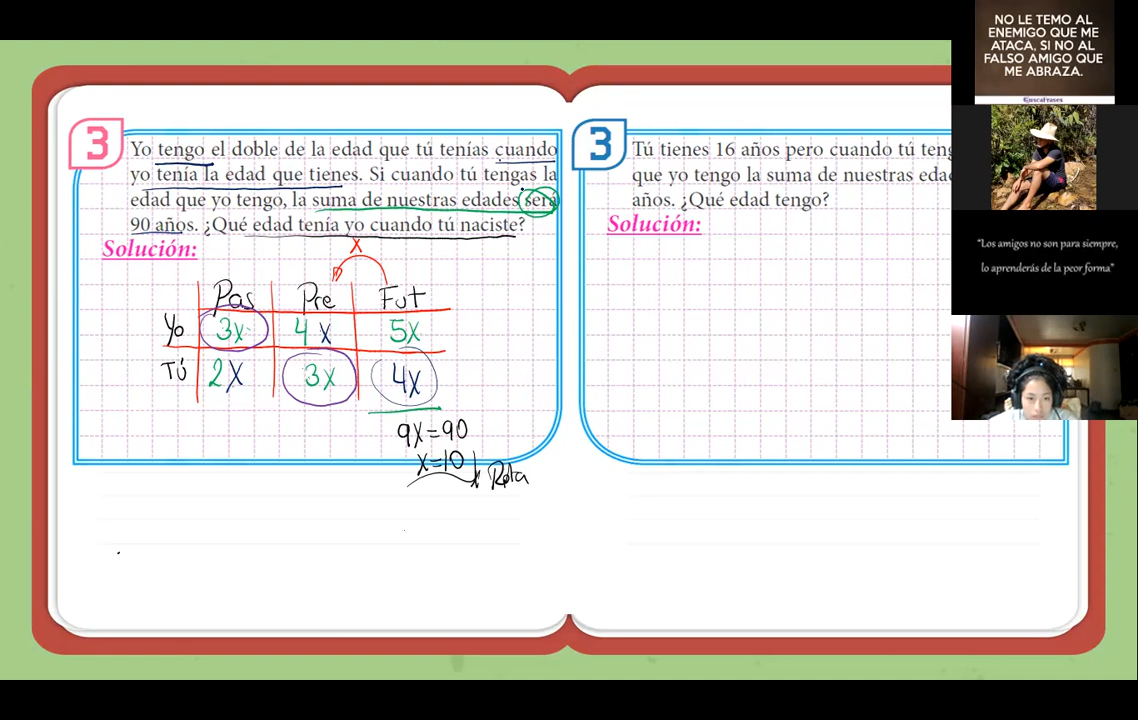 3
Yo tengo el doble de la edad que tú tenías cuando
yo tenía la edad que tienes. Si cuando tú tengas la
edad que yo tengo, la suma de nuestras edades será
90 años. ¿Qué edad tenía yo cuando tú naciste?
Solución:
x
Pas Pre Fut
Yo 3x 4x 5x
Tú 2x 3x 4x
9x=90
x=10
Rpta
3
Tú tienes 16 años pero cuando tú teng
que yo tengo la suma de nuestras eda
años. ¿Qué edad tengo?
Solución:
NO LE TEMO AL
ENEMIGO QUE ME
ATACA, SI NO AL
FALSO AMIGO QUE
ME ABRAZA.
"Los amigos no son para siempre,
lo aprenderás de la peor forma"